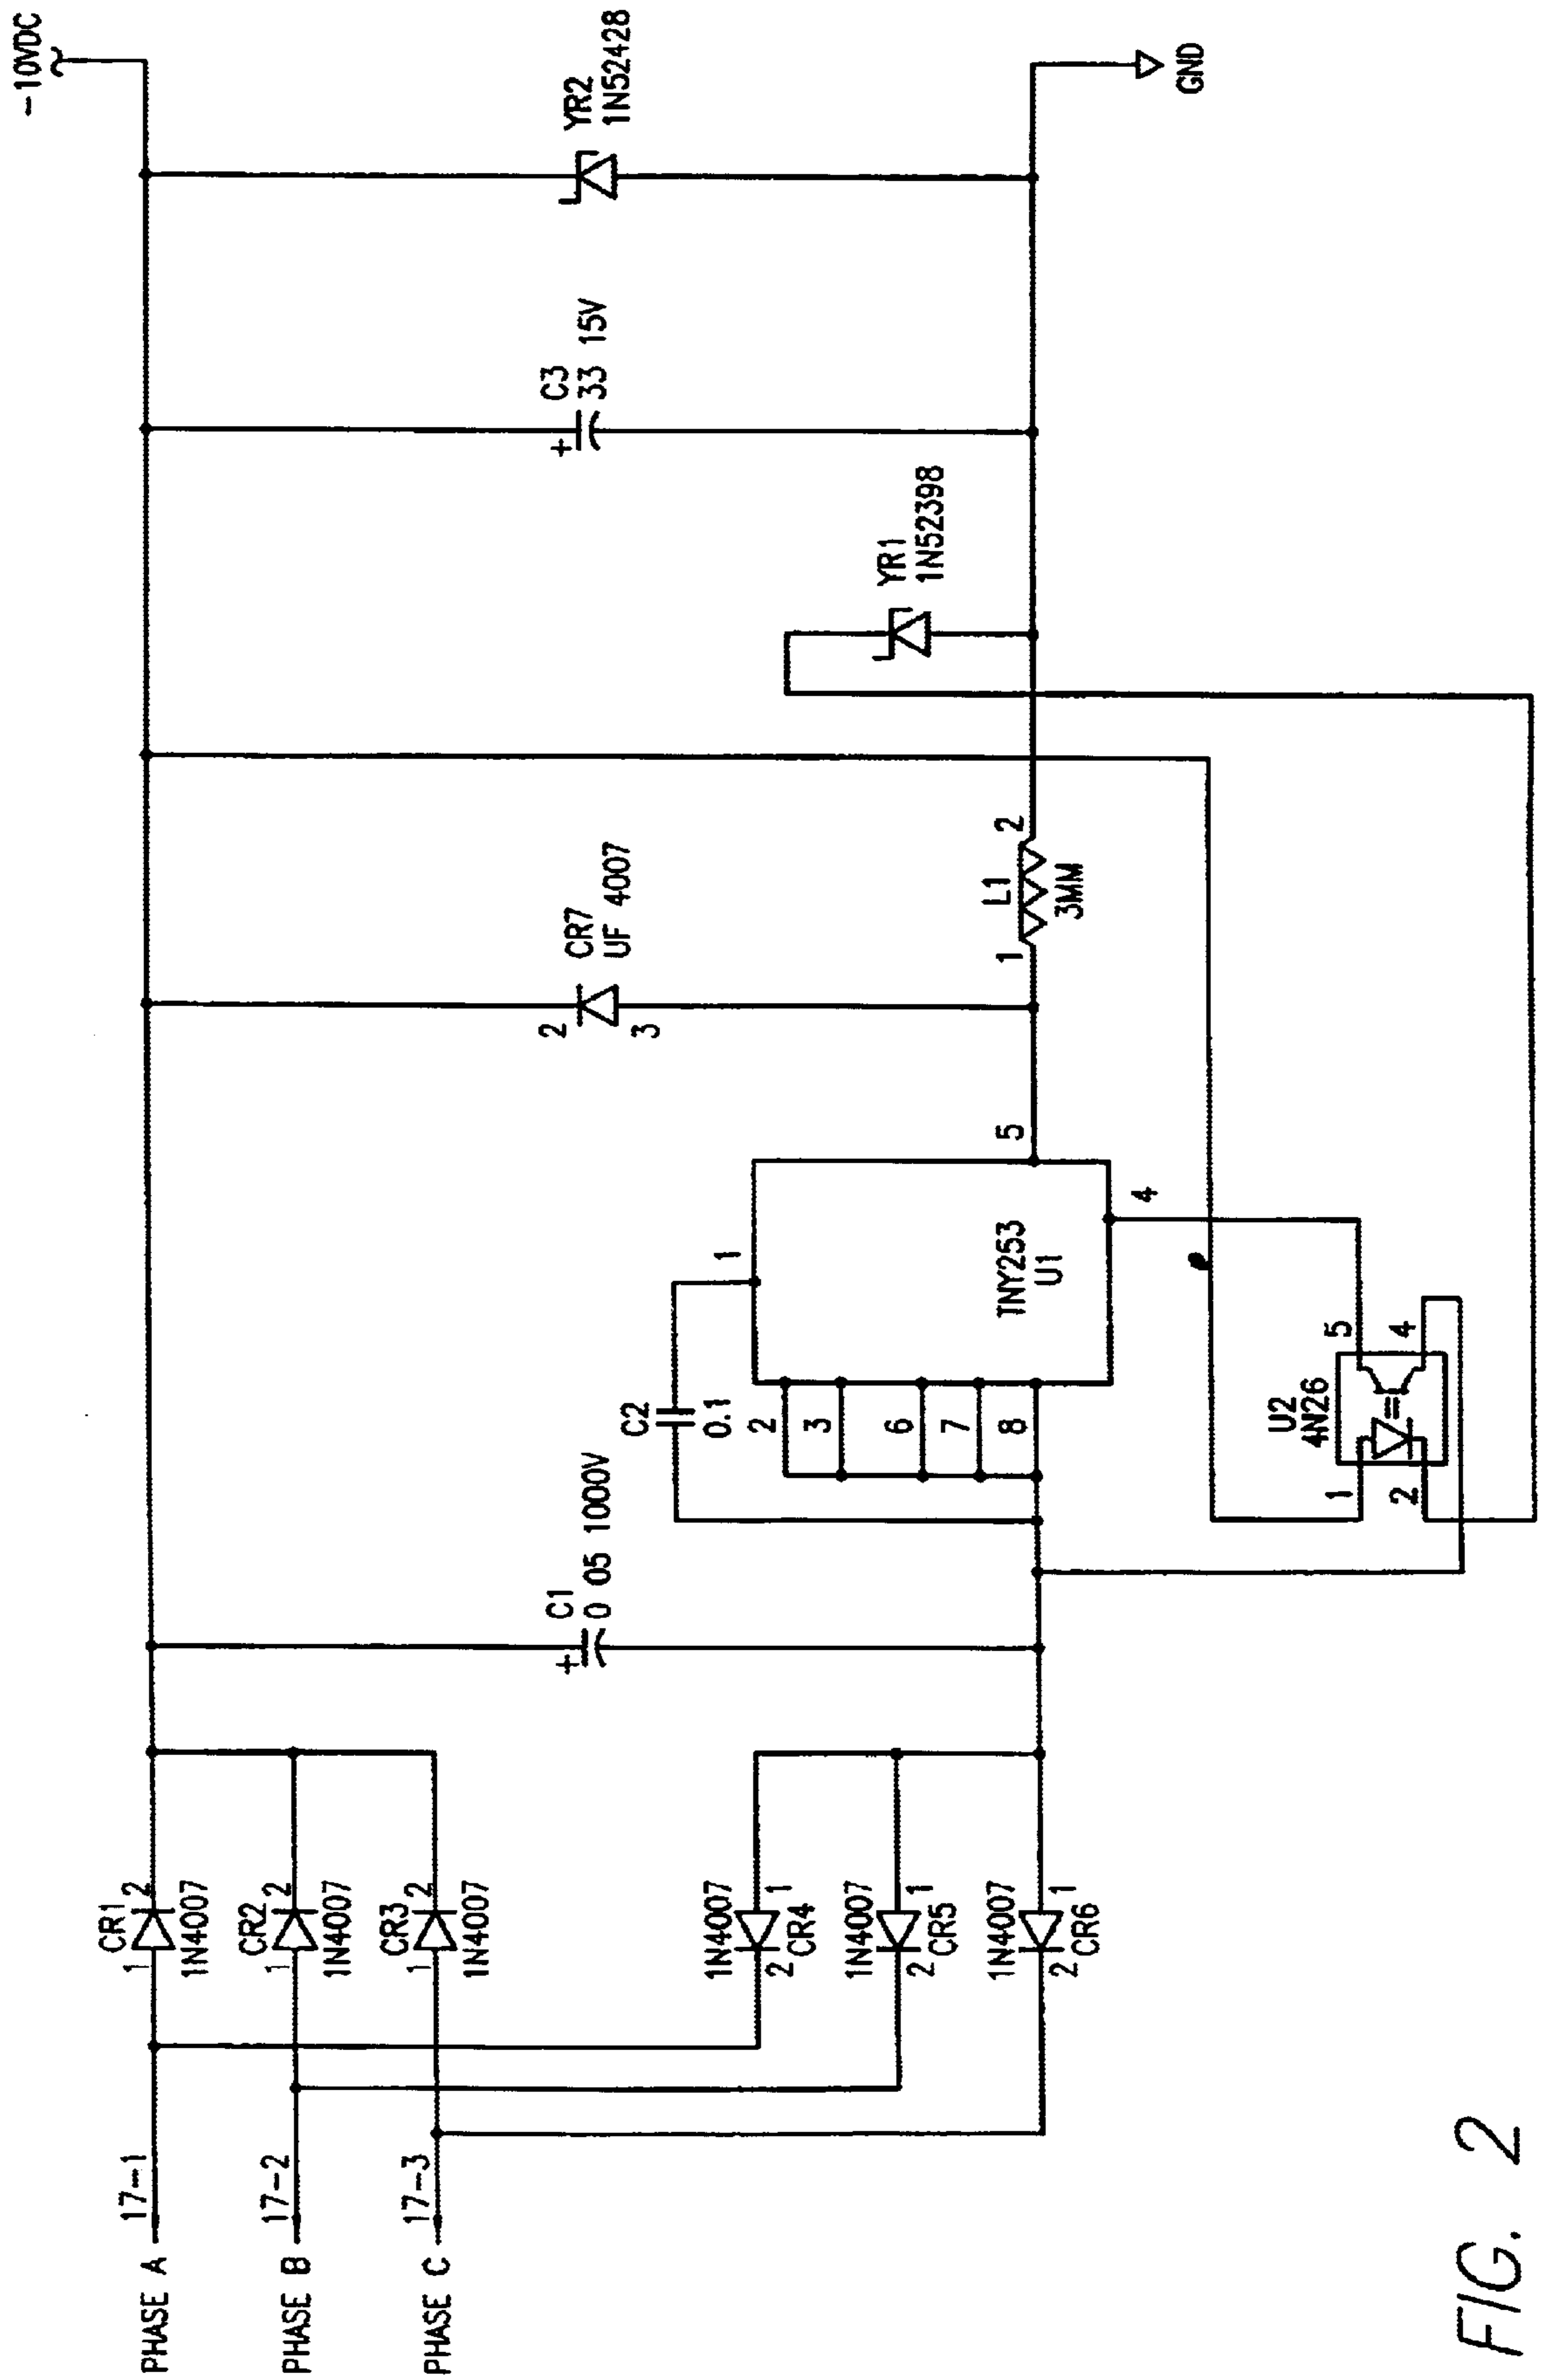 PHASE A
17-1
1
CR1
2
1N4007
PHASE B
17-2
1
CR2
2
1N4007
PHASE C
17-3
1
CR3
2
1N4007
1N4007
2
1
CR4
1N4007
2
1
CR5
1N4007
2
1
CR6
+
C1
0 05 1000V
C2
0.1
1
2
3
6
7
8
TNY253
U1
5
4
U2
4N26
1
2
5
4
2
CR7
3
UF 4007
1
L1
2
3MM
YR1
1N52398
+
C3
33 15V
YR2
1N52428
-10VDC
GND
FIG. 2